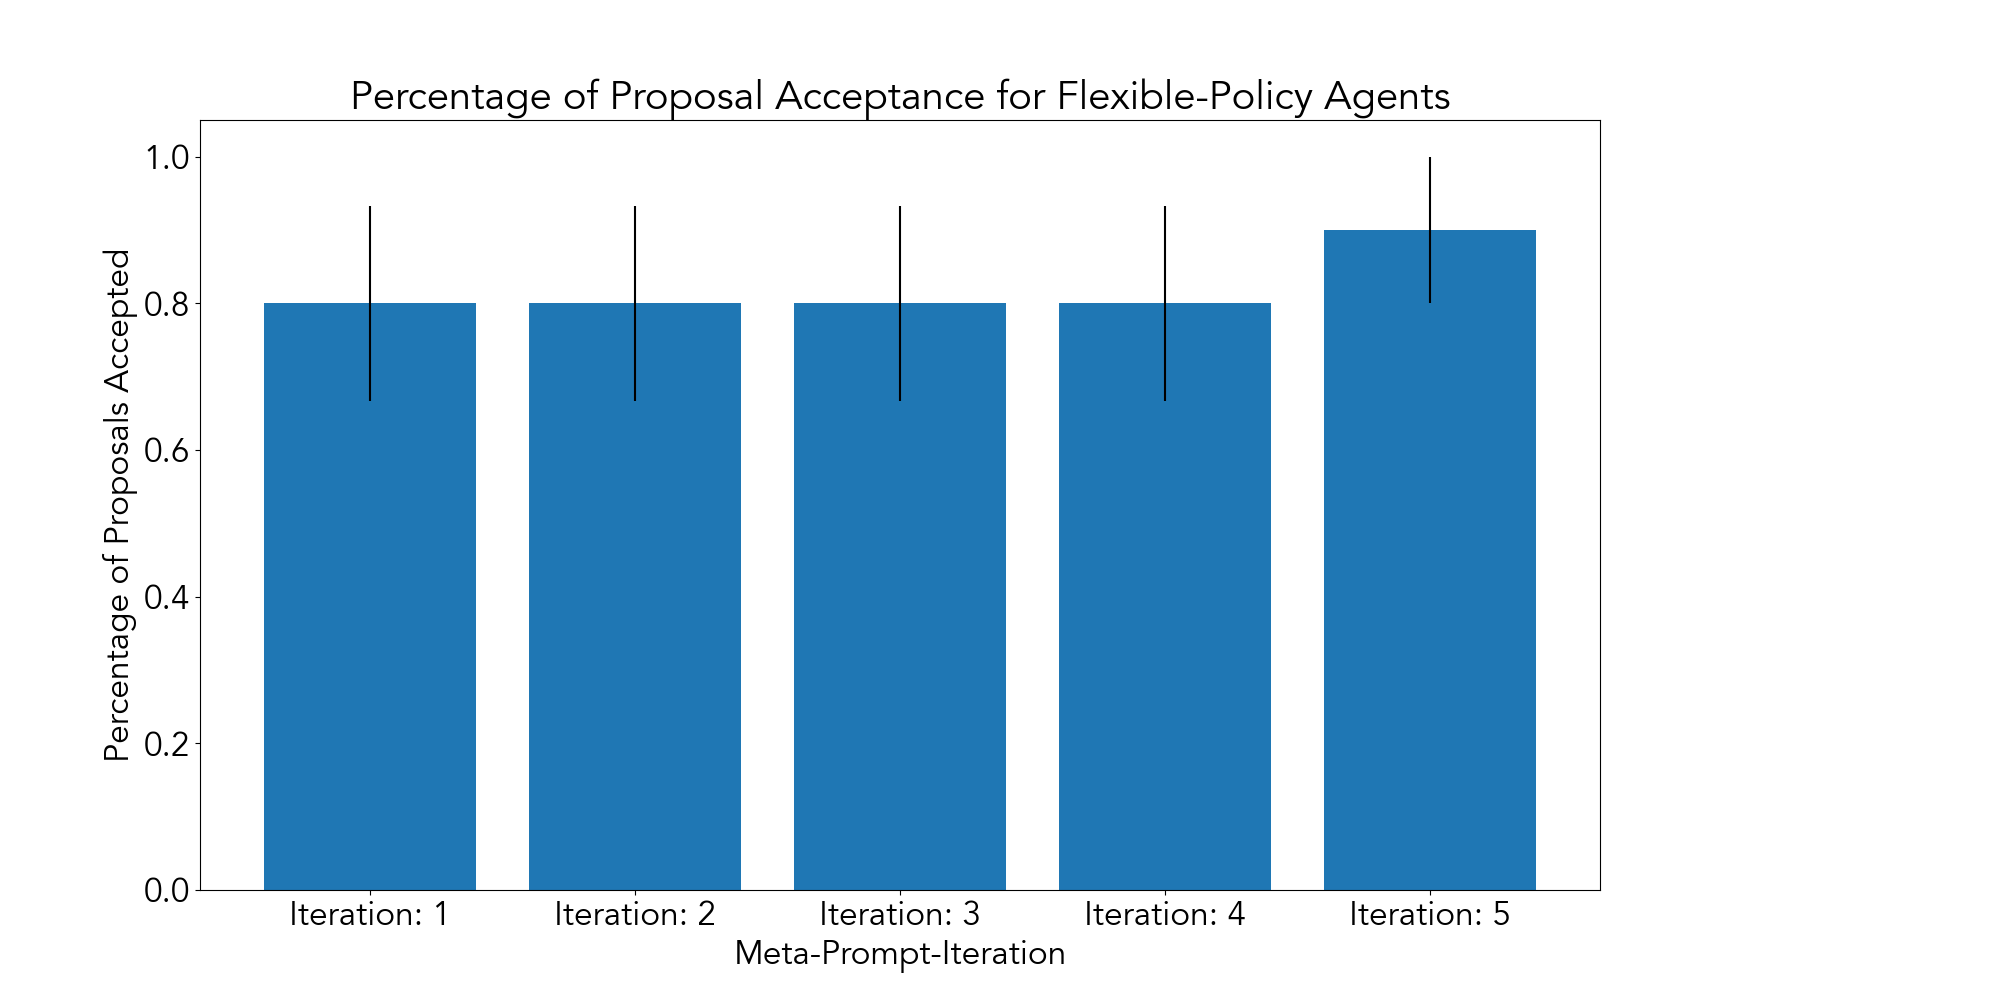 Percentage of Proposal Acceptance for Flexible-Policy Agents
Percentage of Proposals Accepted
1.0
0.8
0.6
0.4
0.2
0.0
Iteration: 1
Iteration: 2
Iteration: 3
Iteration: 4
Iteration: 5
Meta-Prompt-Iteration